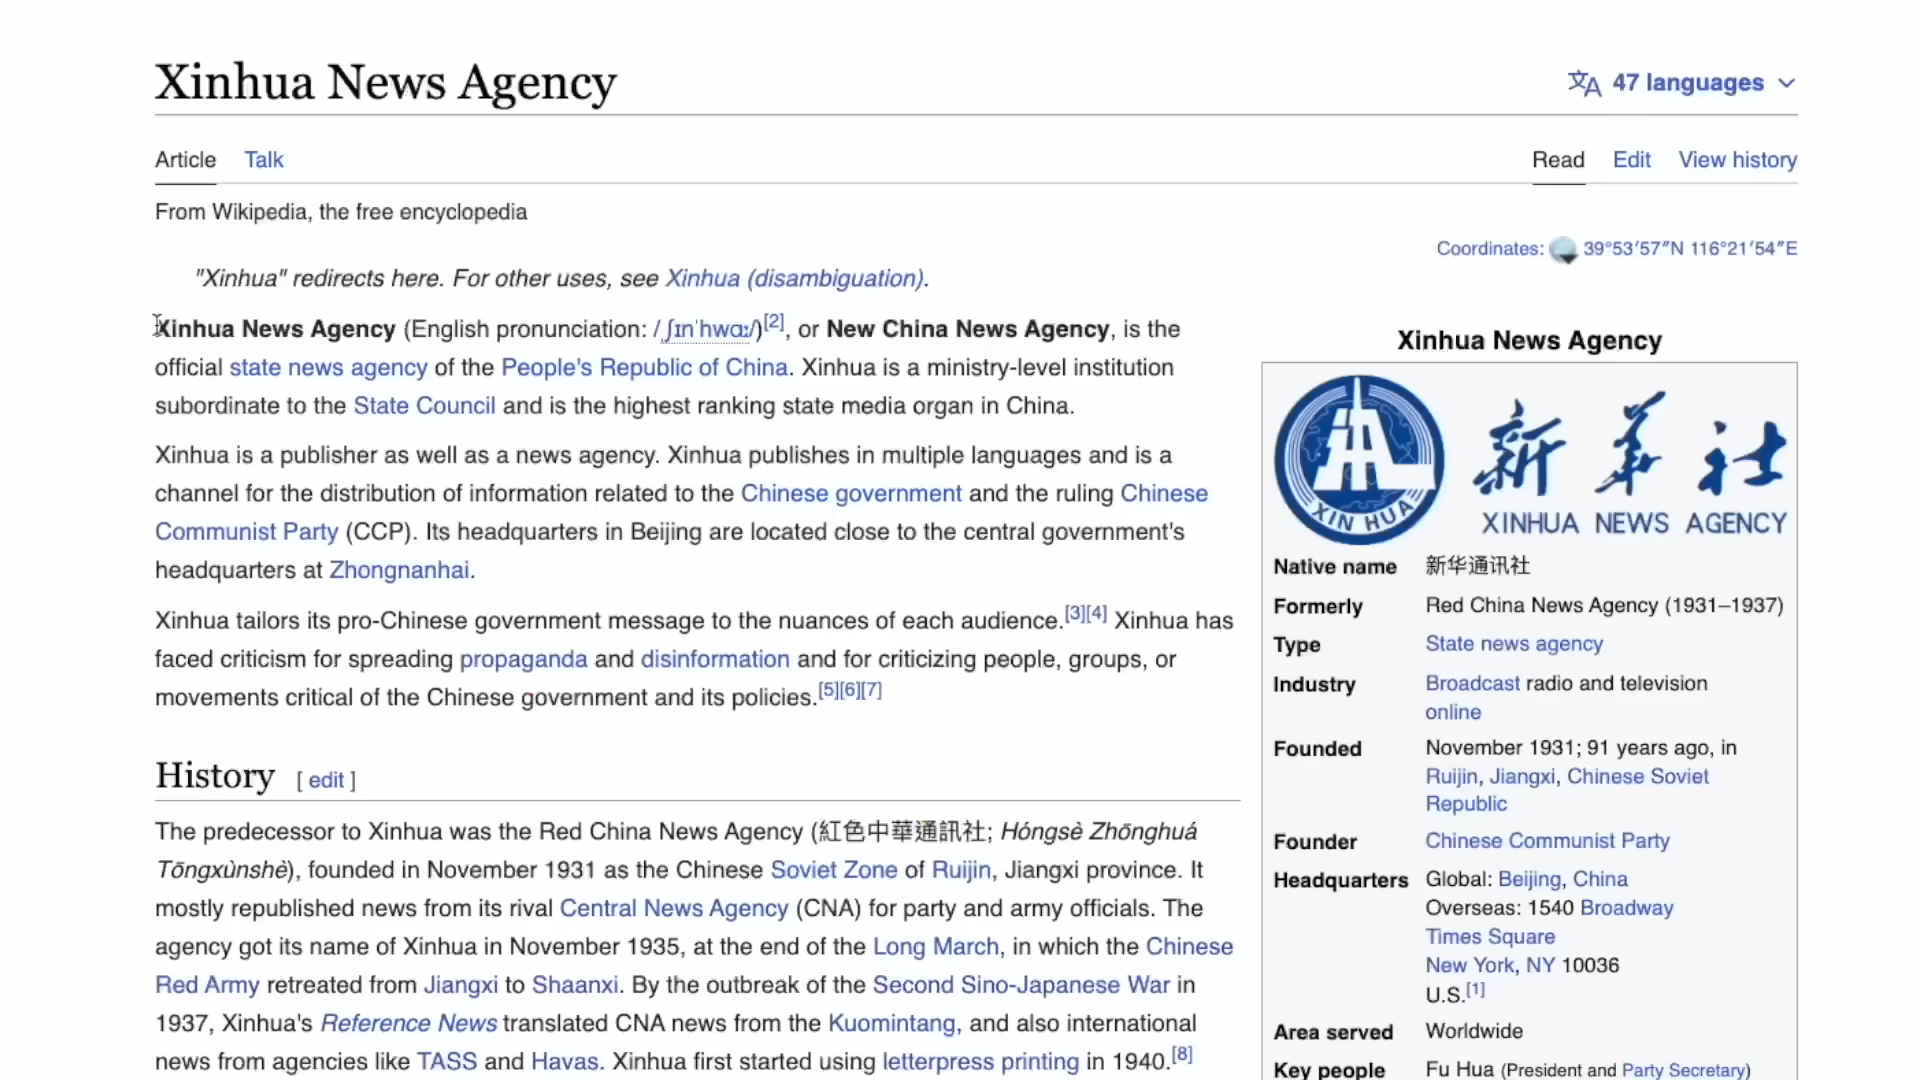 Xinhua News Agency
47 languages
Article Talk
Read Edit View history
From Wikipedia, the free encyclopedia
Coordinates: 39°53′57″N 116°21′54″E
"Xinhua" redirects here. For other uses, see Xinhua (disambiguation).
Xinhua News Agency (English pronunciation: /ˌʃɪnˈhwɑː/)[2], or New China News Agency, is the
official state news agency of the People's Republic of China. Xinhua is a ministry-level institution
subordinate to the State Council and is the highest ranking state media organ in China.
Xinhua is a publisher as well as a news agency. Xinhua publishes in multiple languages and is a
channel for the distribution of information related to the Chinese government and the ruling Chinese
Communist Party (CCP). Its headquarters in Beijing are located close to the central government's
headquarters at Zhongnanhai.
Xinhua tailors its pro-Chinese government message to the nuances of each audience.[3][4] Xinhua has
faced criticism for spreading propaganda and disinformation and for criticizing people, groups, or
movements critical of the Chinese government and its policies.[5][6][7]
History [ edit ]
The predecessor to Xinhua was the Red China News Agency (紅色中華通訊社; Hóngsè Zhōnghuá
Tōngxùnshè), founded in November 1931 as the Chinese Soviet Zone of Ruijin, Jiangxi province. It
mostly republished news from its rival Central News Agency (CNA) for party and army officials. The
agency got its name of Xinhua in November 1935, at the end of the Long March, in which the Chinese
Red Army retreated from Jiangxi to Shaanxi. By the outbreak of the Second Sino-Japanese War in
1937, Xinhua's Reference News translated CNA news from the Kuomintang, and also international
news from agencies like TASS and Havas. Xinhua first started using letterpress printing in 1940.[8]
Xinhua News Agency
XIN HUA
新华社
XINHUA NEWS AGENCY
Native name 新华通讯社
Formerly Red China News Agency (1931–1937)
Type State news agency
Industry Broadcast radio and television
online
Founded November 1931; 91 years ago, in
Ruijin, Jiangxi, Chinese Soviet
Republic
Founder Chinese Communist Party
Headquarters Global: Beijing, China
Overseas: 1540 Broadway
Times Square
New York, NY 10036
U.S.[1]
Area served Worldwide
Key people Fu Hua (President and Party Secretary)